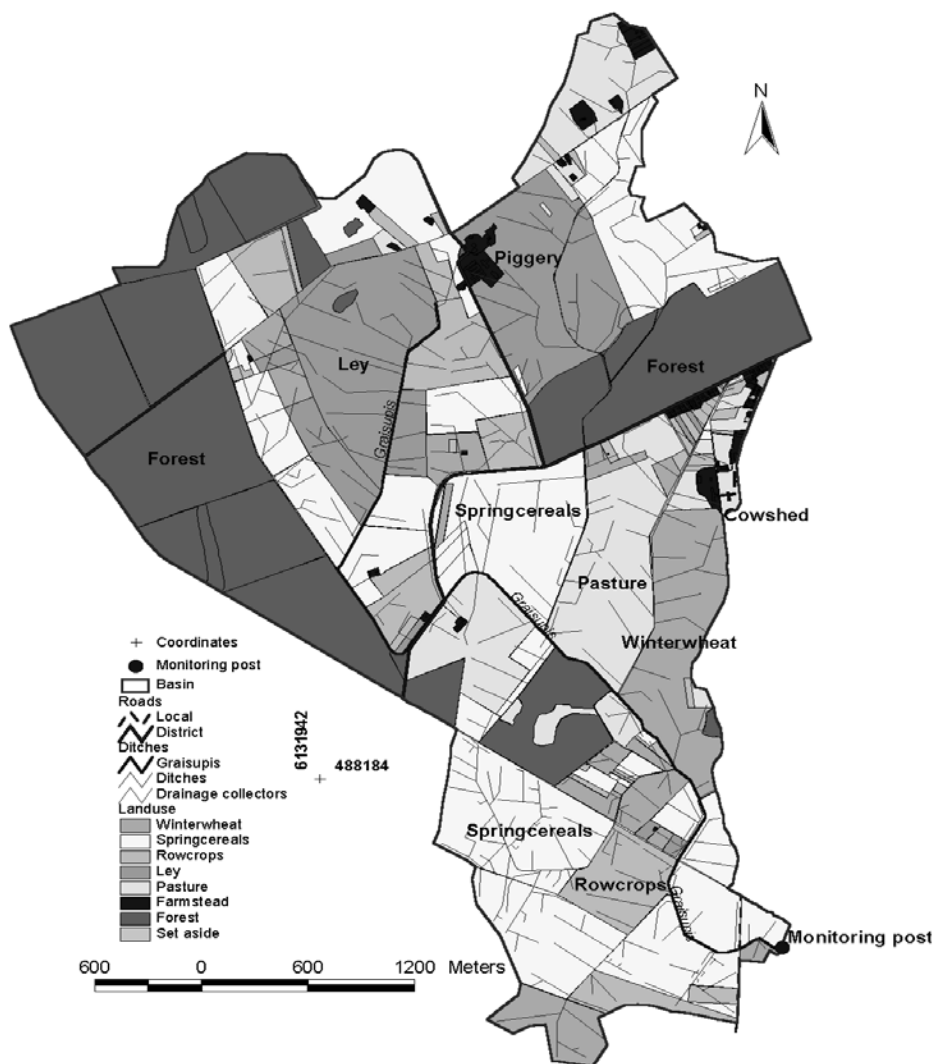 N
Piggery
Ley
Forest
Graisupis
Forest
Springcereals
Cowshed
Pasture
Graisupis
Winterwheat
Coordinates
Monitoring post
Basin
Roads
Local
District
Ditches
Graisupis
Ditches
Drainage collectors
Landuse
Winterwheat
Springcereals
Rowcrops
Ley
Pasture
Farmstead
Forest
Set aside
6131942
488184
Springcereals
Rowcrops
Graisupis
Monitoring post
600 0 600 1200 Meters